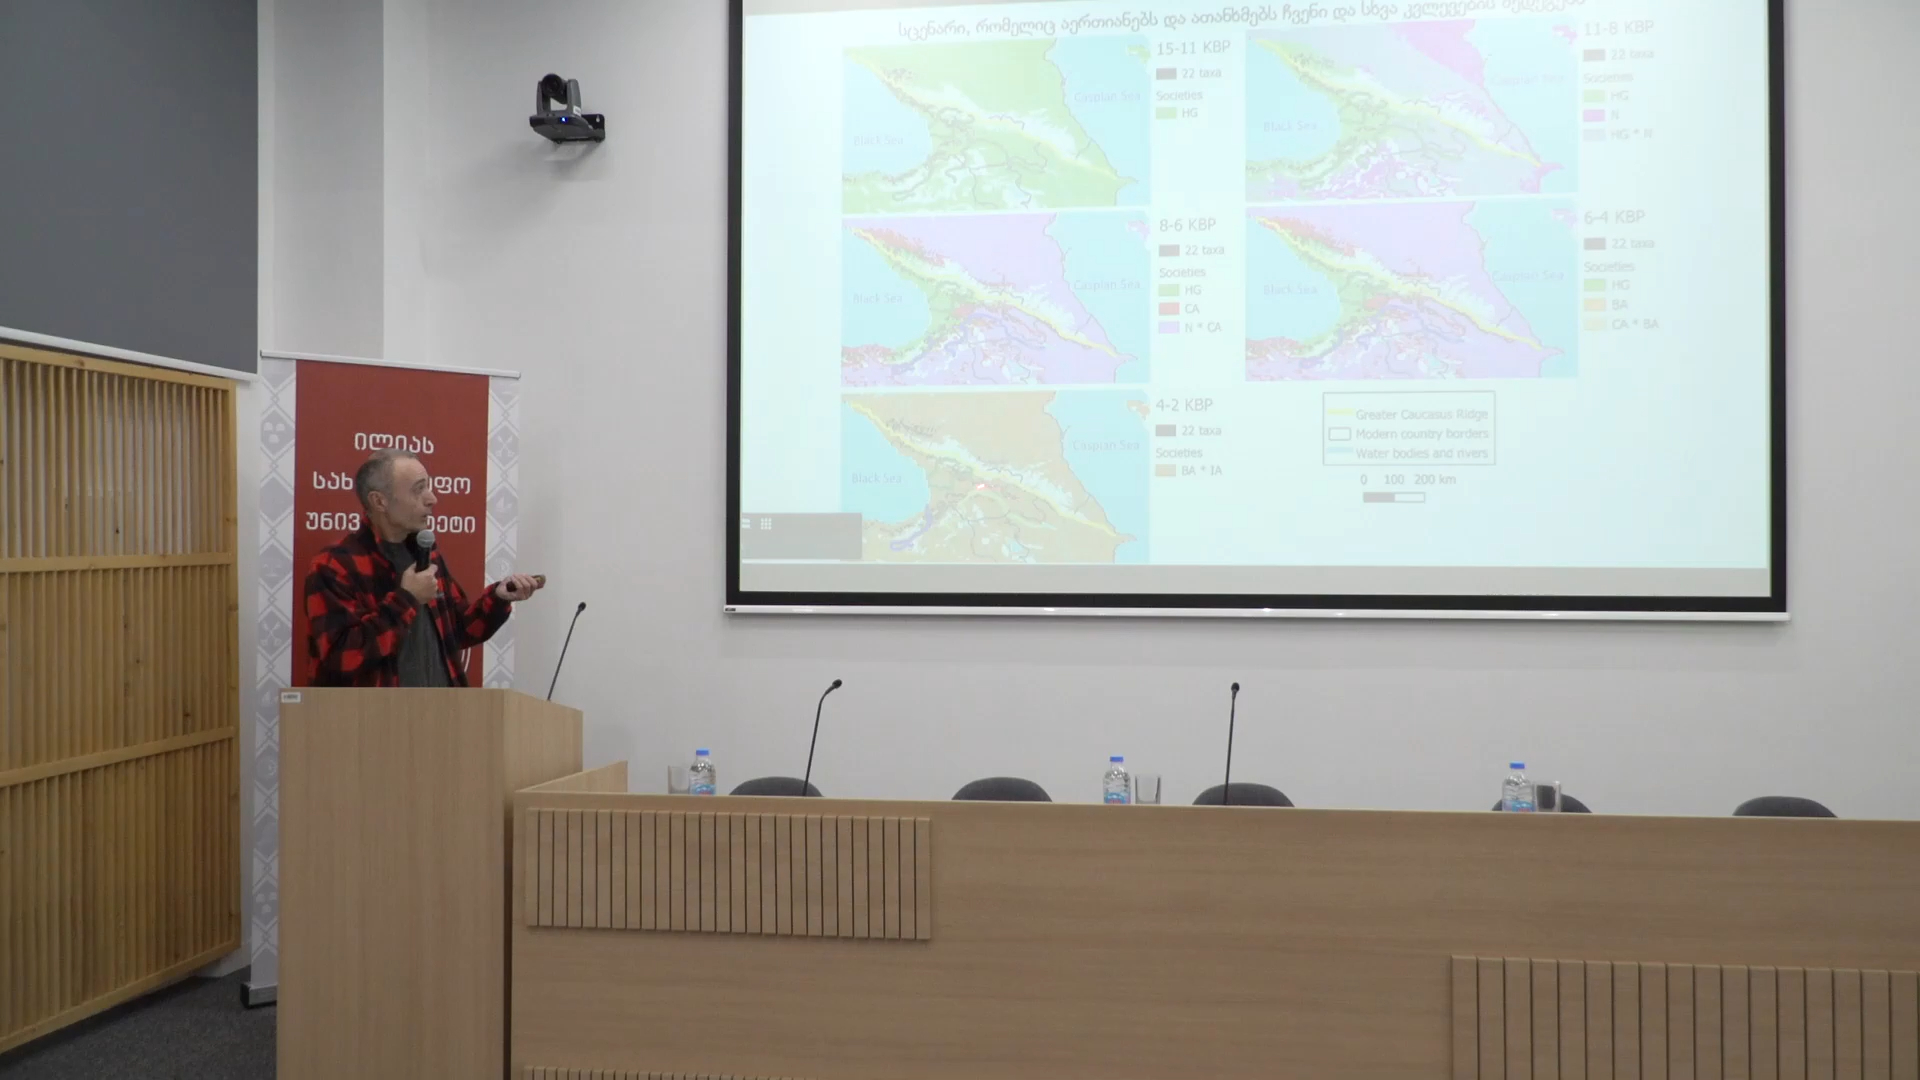 სცენარი, რომელიც აერთიანებს და ათანხმებს ჩვენი და სხვა კვლევების შედეგებს
15-11 KBP
22 taxa
Societies
HG
Black Sea
Caspian Sea
11-8 KBP
22 taxa
Societies
HG
N
HG * N
Black Sea
Caspian Sea
8-6 KBP
22 taxa
Societies
HG
CA
N * CA
Black Sea
Caspian Sea
6-4 KBP
22 taxa
Societies
HG
BA
CA * BA
Black Sea
Caspian Sea
4-2 KBP
22 taxa
Societies
BA * IA
Black Sea
Caspian Sea
Greater Caucasus Ridge
Modern country borders
Water bodies and rivers
0 100 200 km
ილიას